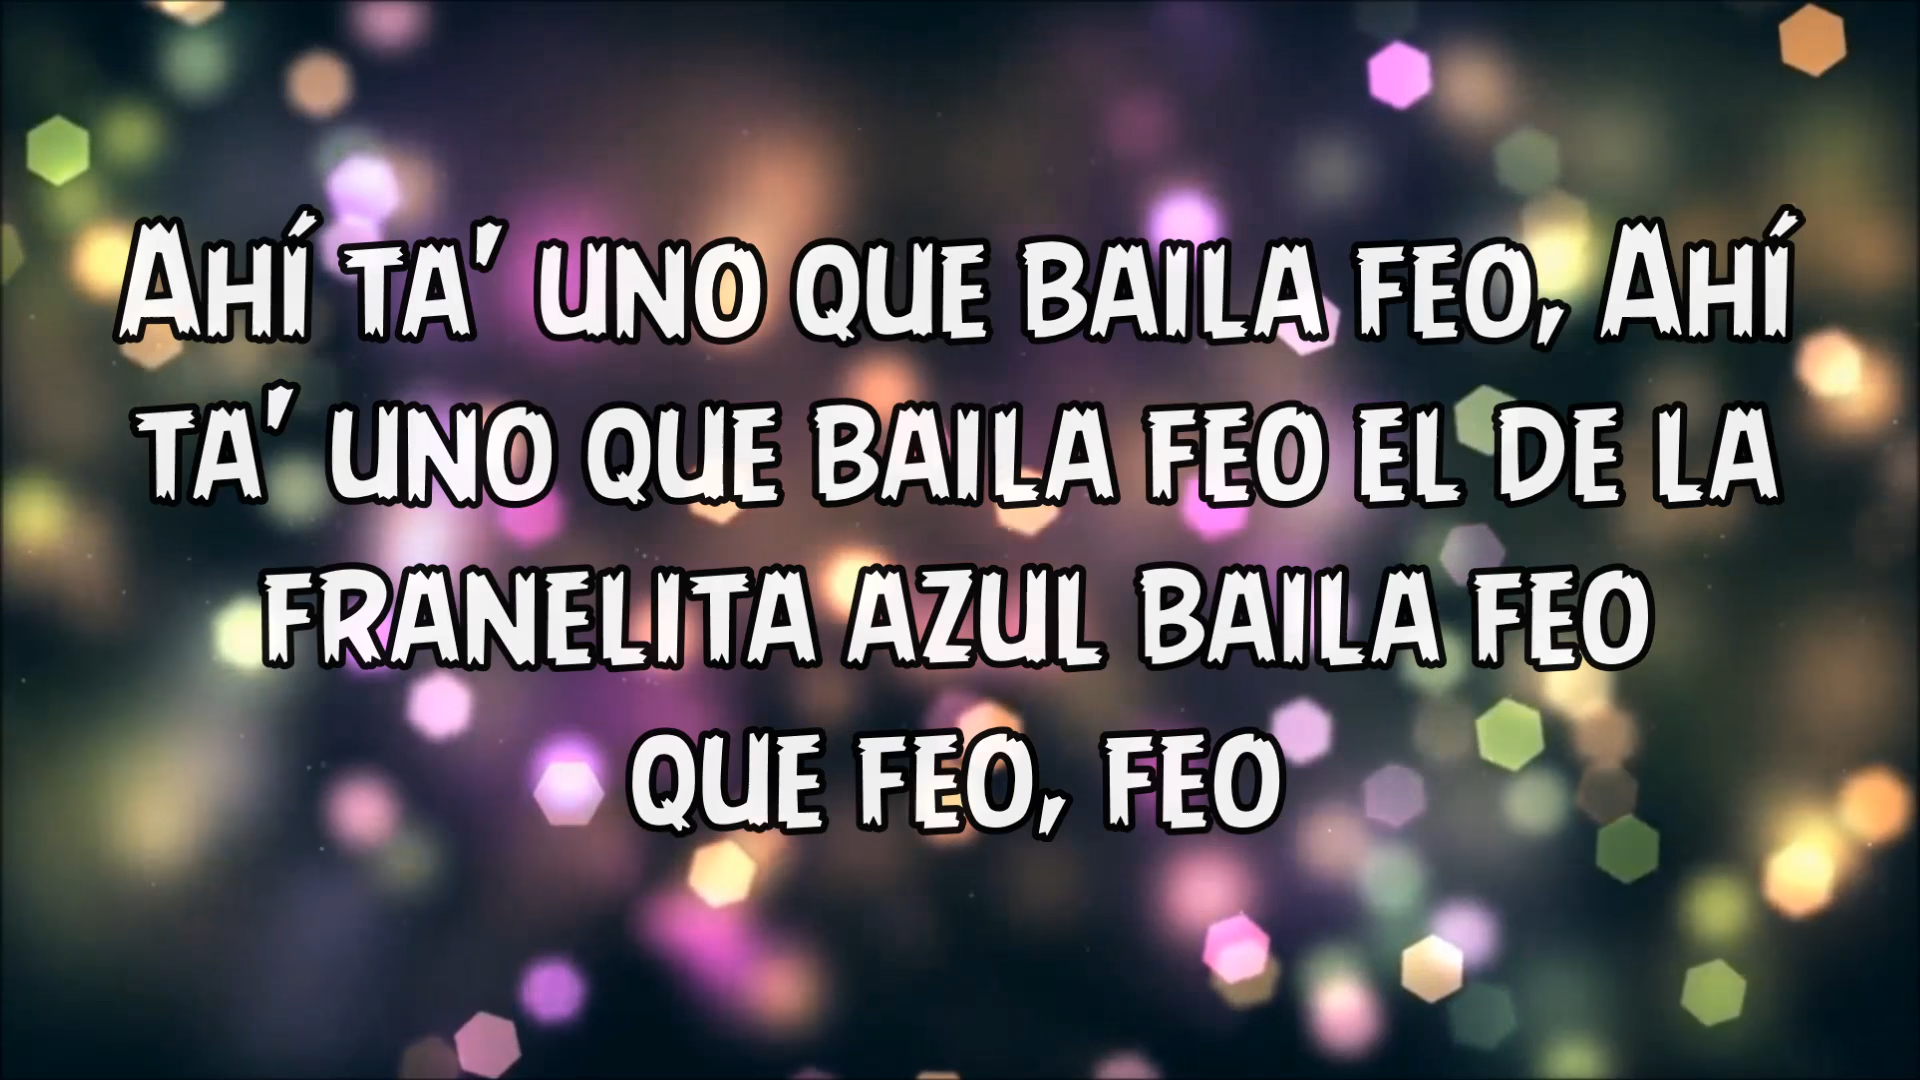 Ahí ta' uno que baila feo, Ahí
ta' uno que baila feo el de la
franelita azul baila feo
que feo, feo